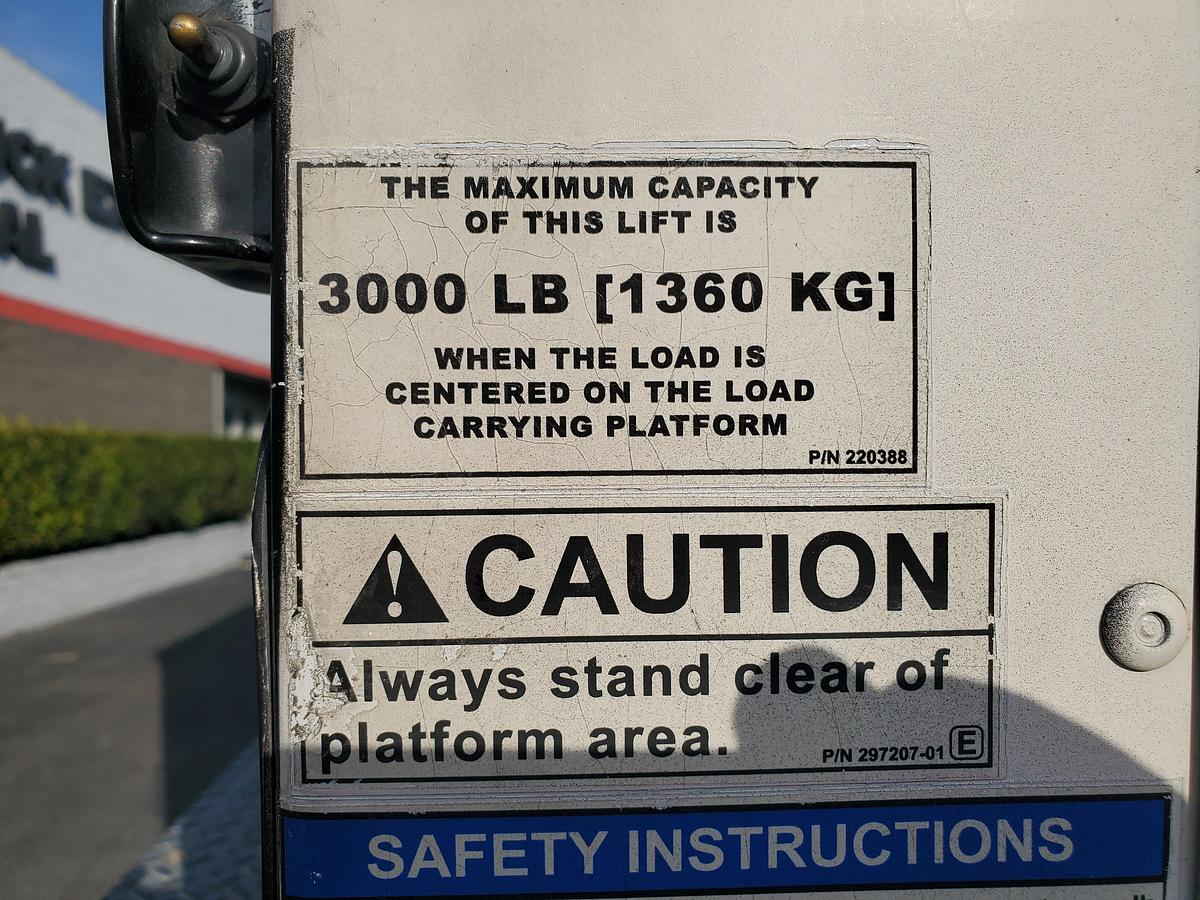 THE MAXIMUM CAPACITY
OF THIS LIFT IS
3000 LB [1360 KG]
WHEN THE LOAD IS
CENTERED ON THE LOAD
CARRYING PLATFORM
P/N 220388
CAUTION
Always stand clear of
platform area.
P/N 297207-01 E
SAFETY INSTRUCTIONS